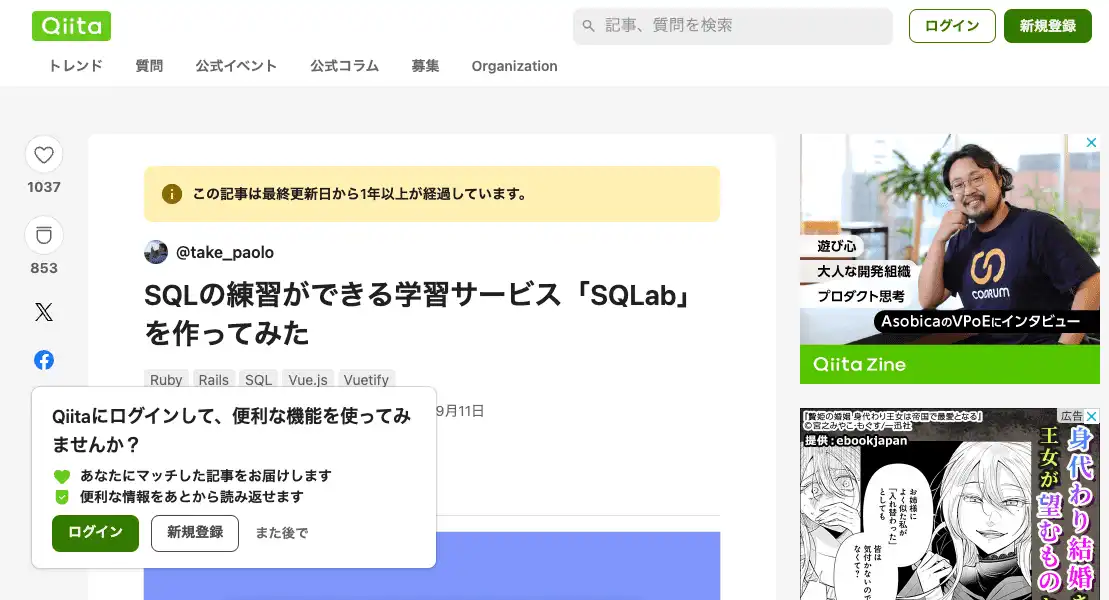 Qiita
記事、質問を検索
ログイン
新規登録
トレンド
質問
公式イベント
公式コラム
募集
Organization
1037
853
この記事は最終更新日から1年以上が経過しています。
@take_paolo
SQLの練習ができる学習サービス「SQLab」
を作ってみた
Ruby
Rails
SQL
Vue.js
Vuetify
9月11日
Qiitaにログインして、便利な機能を使ってみ
ませんか？
あなたにマッチした記事をお届けします
便利な情報をあとから読み返せます
ログイン
新規登録
また後で
遊び心
大人な開発組織
プロダクト思考
COORUM
AsobicaのVPoEにインタビュー
Qiita Zine
広告
『贄姫の婚姻 身代わり王女は帝国で最愛となる』
©宮之みやこ・もぐす/一迅社
提供：ebookjapan
身代わり結婚
王女が望むもの
お姉様に
よく似た私が
「入れ替わった」
としても
皆は
気付かないので
なくて？